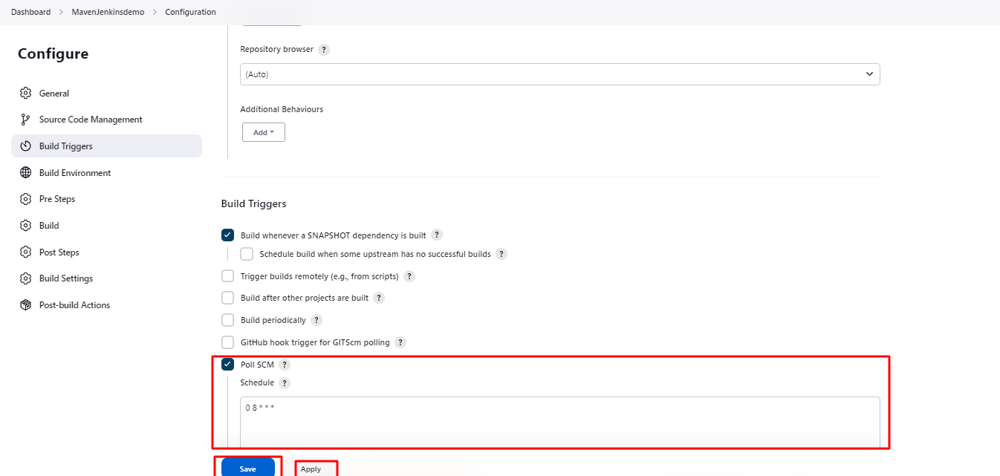 Dashboard > MavenJenkinsdemo > Configuration
Configure
General
Source Code Management
Build Triggers
Build Environment
Pre Steps
Build
Post Steps
Build Settings
Post-build Actions
Repository browser ?
(Auto)
Additional Behaviours
Add
Build Triggers
Build whenever a SNAPSHOT dependency is built ?
Schedule build when some upstream has no successful builds ?
Trigger builds remotely (e.g., from scripts) ?
Build after other projects are built ?
Build periodically ?
GitHub hook trigger for GITScm polling ?
Poll SCM ?
Schedule ?
0 8 * * *
Save
Apply